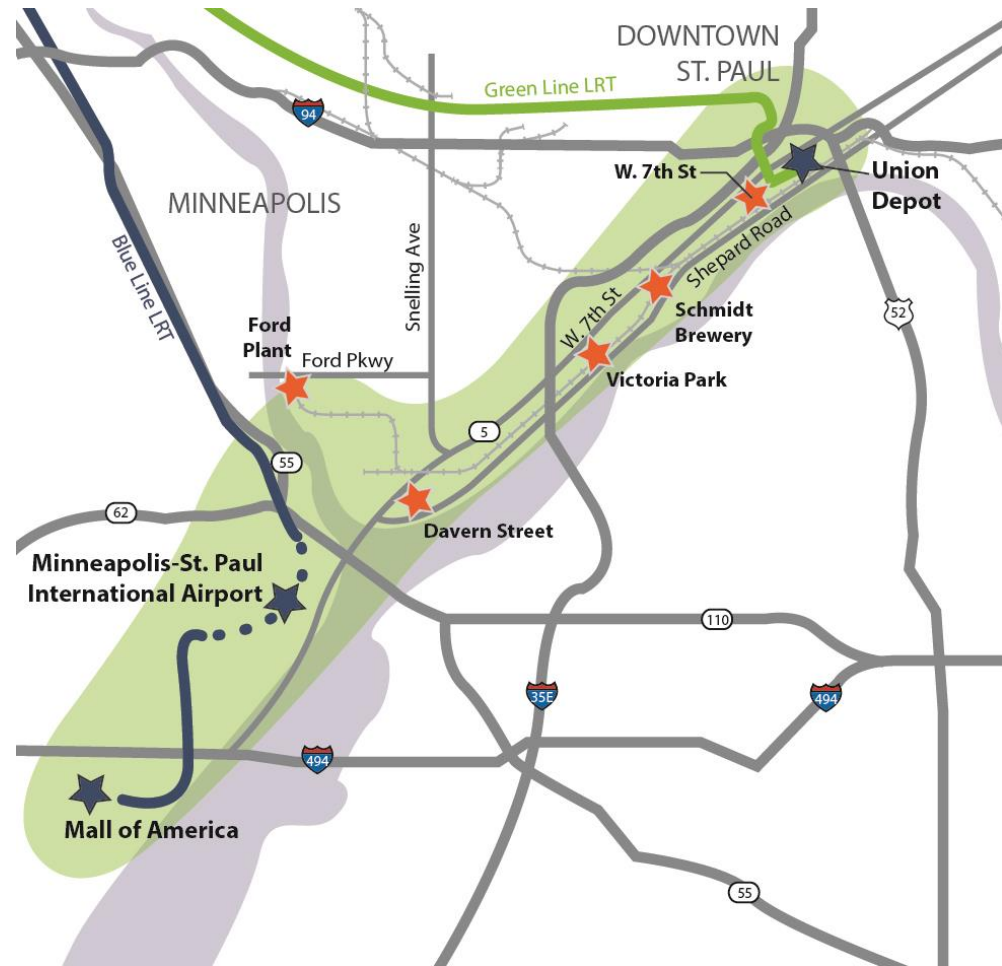 DOWNTOWN
ST. PAUL
Green Line LRT
94
W. 7th St
Union
Depot
MINNEAPOLIS
Blue Line LRT
Snelling Ave
Shepard Road
W. 7th St
Schmidt
Brewery
52
Ford
Plant
Ford Pkwy
Victoria Park
5
55
62
Davern Street
Minneapolis-St. Paul
International Airport
110
35E
494
494
Mall of America
55